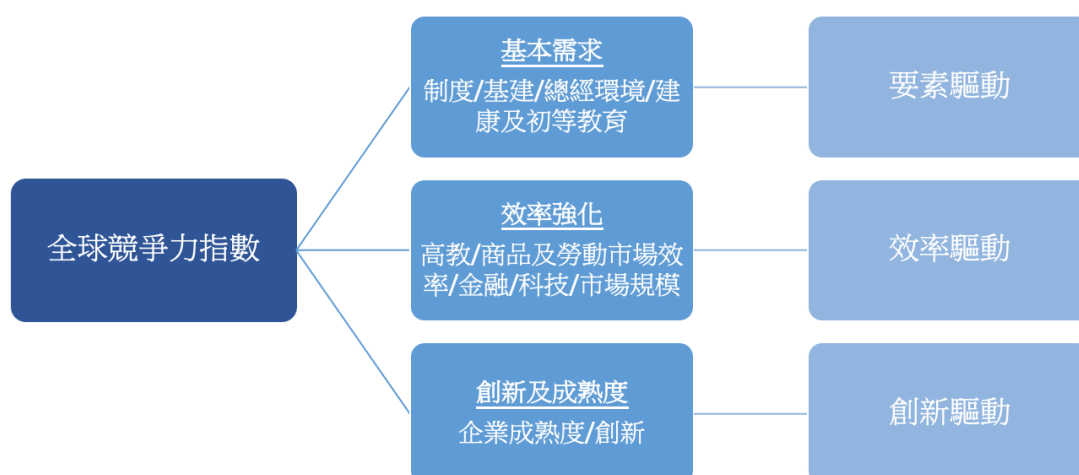 基本需求
制度/基建/總經環境/建
康及初等教育
要素驅動
全球競爭力指數
效率強化
高教/商品及勞動市場效
率/金融/科技/市場規模
效率驅動
創新及成熟度
企業成熟度/創新
創新驅動